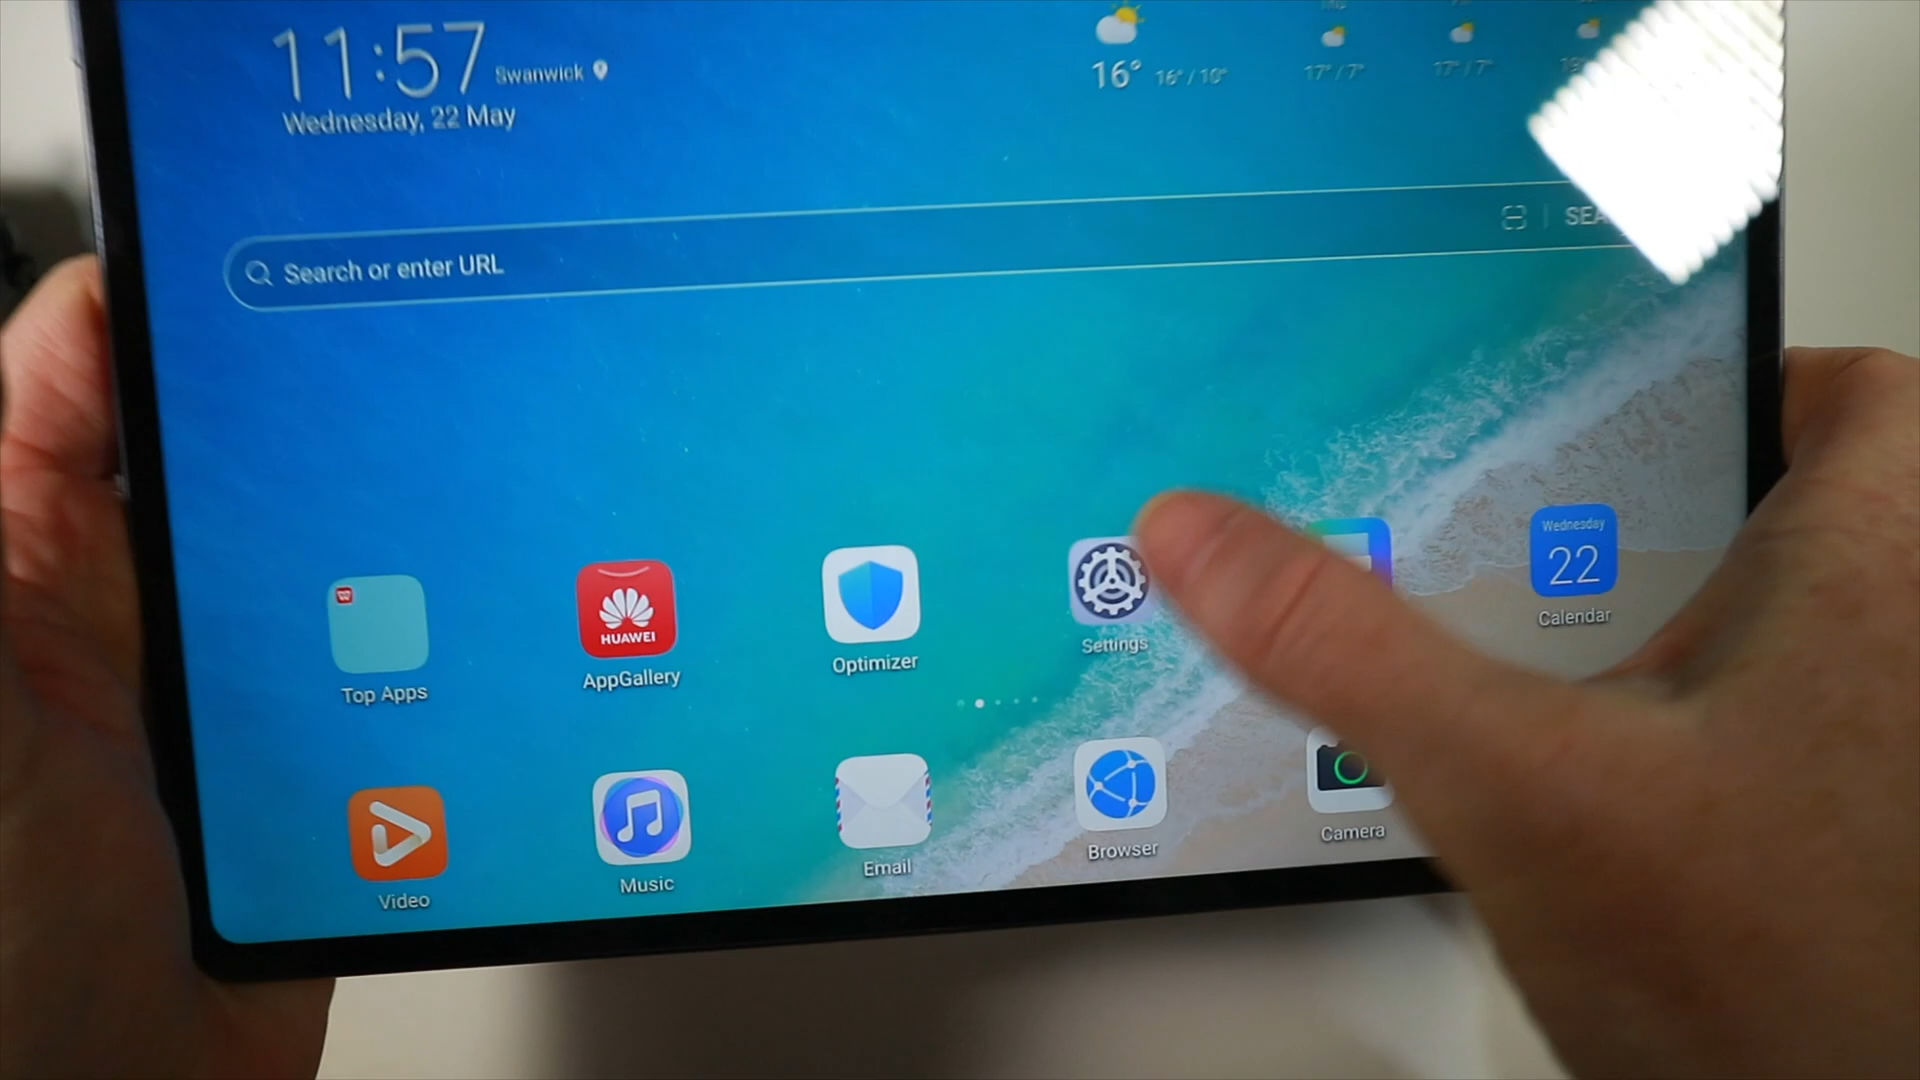 11:57 Swanwick
Wednesday, 22 May
16° 16° / 10° 17° / 7° 17° / 7°
Search or enter URL
Wednesday
22
HUAWEI
Top Apps AppGallery Optimizer Settings Calendar
Video Music Email Browser Camera